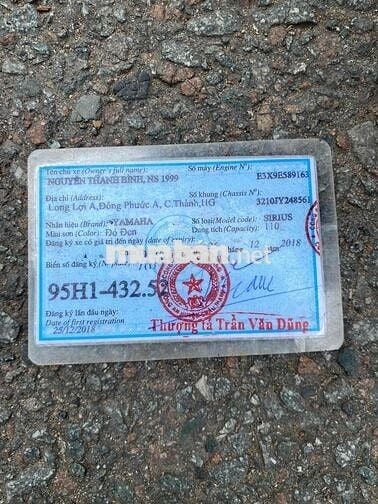 Tên chủ xe (Owner's full name): Số máy (Engine Nº)
NGUYỄN THANH BÌNH, NS 1999 E3X9E589163
Địa chỉ (Address): Số khung (Chassis Nº)
Long Lợi A, Đông Phước A, C.Thành, HG 3210JY248561
Nhãn hiệu (Brand): YAMAHA Số loại (Model code): SIRIUS
Màu sơn (Color): Đỏ Đen Dung tích (Capacity): 110
Đăng ký xe có giá trị đến ngày (date of expiry) 12 2018
Biển số đăng ký
muaban.net
95H1-432.52
Đăng ký lần đầu ngày:
Date of first registration
25/12/2018
Thượng tá Trần Văn Dũng